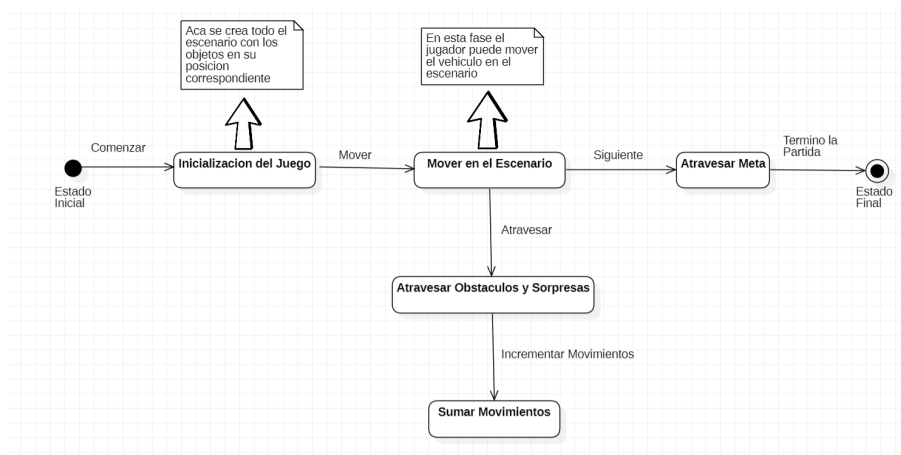 Aca se crea todo el
escenario con los
objetos en su
posicion
correspondiente
En esta fase el
jugador puede mover
el vehiculo en el
escenario
Comenzar
Estado
Inicial
Inicializacion del Juego
Mover
Mover en el Escenario
Siguiente
Atravesar Meta
Termino la
Partida
Estado
Final
Atravesar
Atravesar Obstaculos y Sorpresas
Incrementar Movimientos
Sumar Movimientos